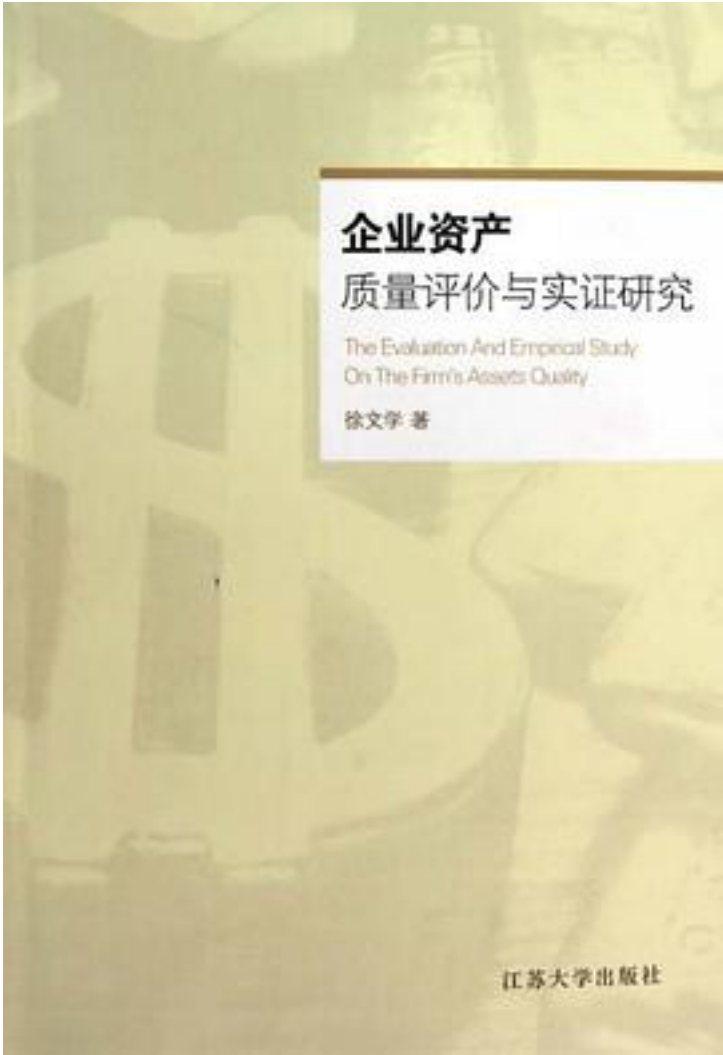 企业资产
质量评价与实证研究
The Evaluation And Empirical Study
On The Firm's Assets Quality
徐文学 著
江苏大学出版社